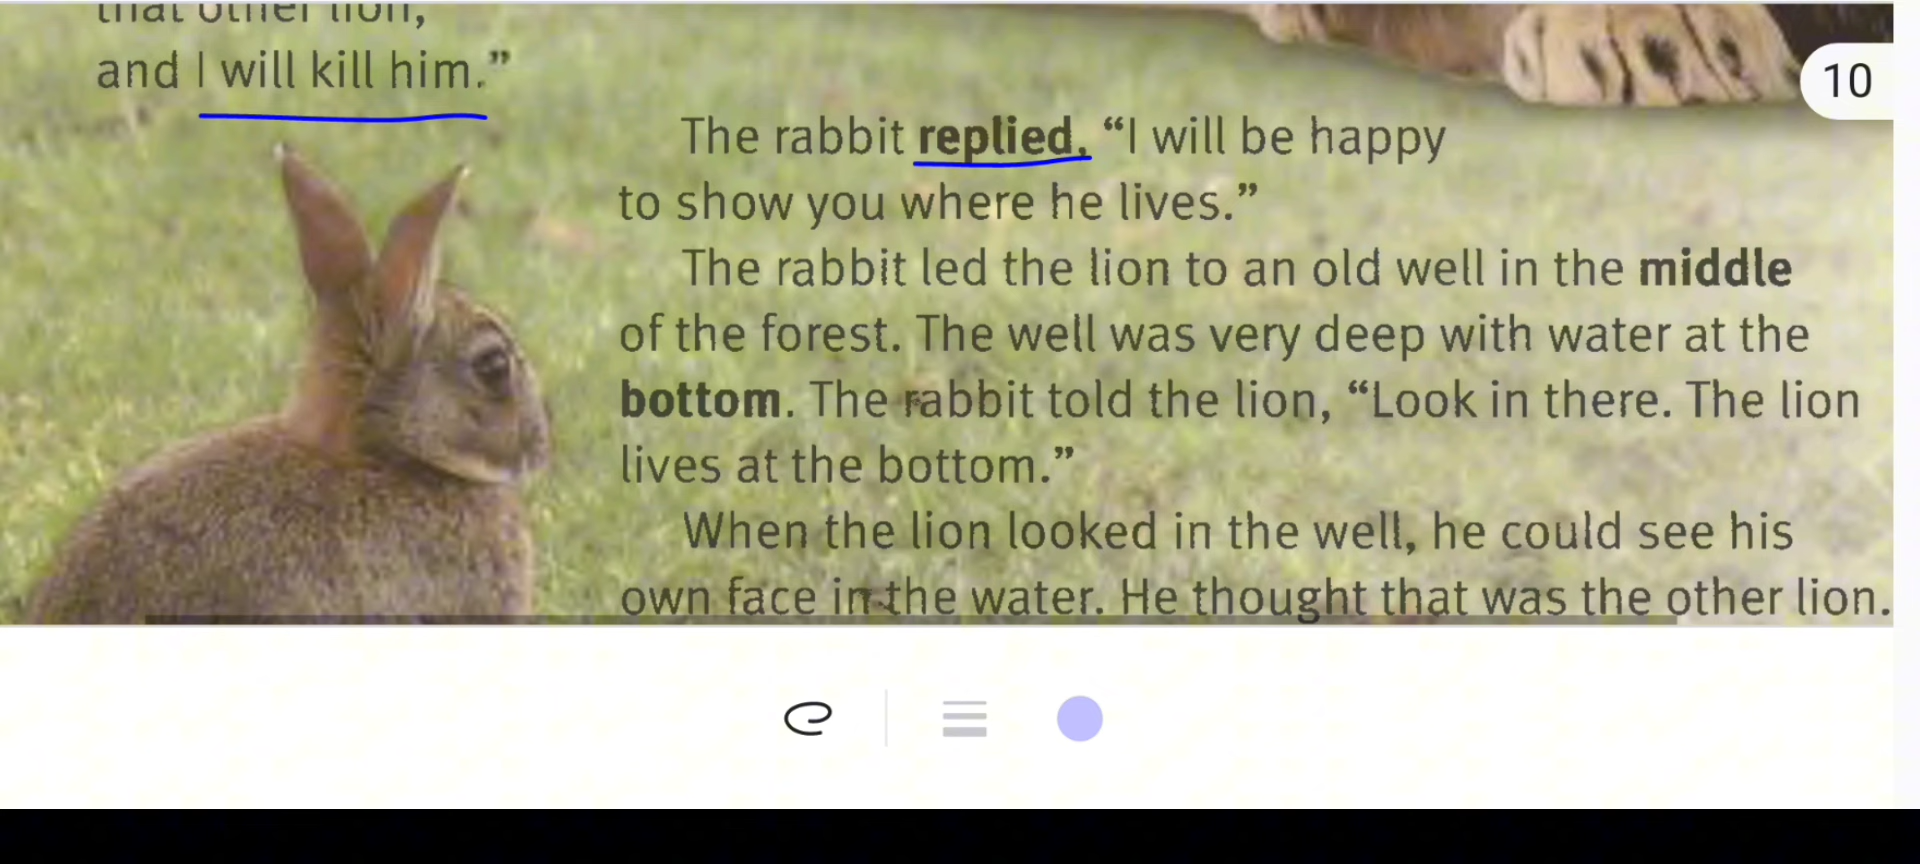 that other lion,
and I will kill him.”
10
The rabbit replied, “I will be happy
to show you where he lives.”
The rabbit led the lion to an old well in the middle
of the forest. The well was very deep with water at the
bottom. The rabbit told the lion, “Look in there. The lion
lives at the bottom.”
When the lion looked in the well, he could see his
own face in the water. He thought that was the other lion.